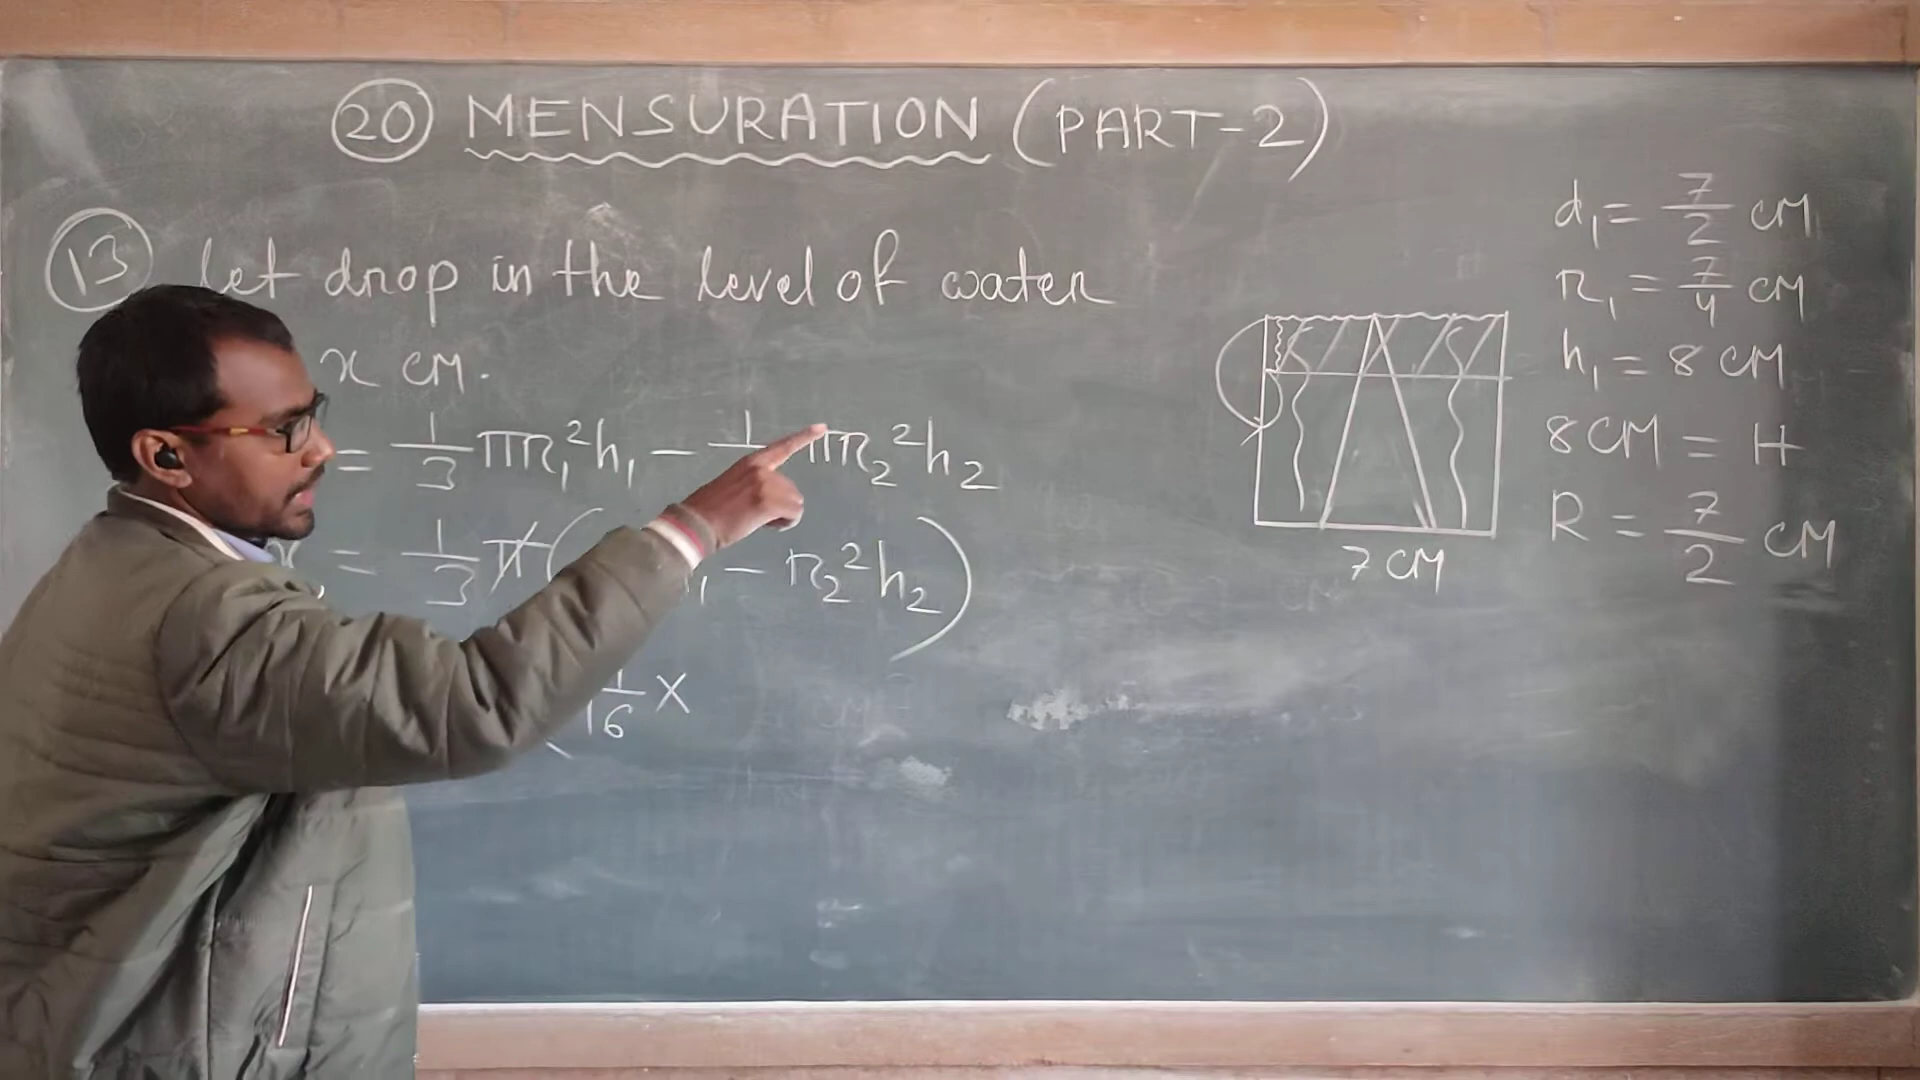 20 MENSURATION (PART-2)
13 Let drop in the level of water
x CM.
= 1/3 πr₁²h₁ - 1 πr₂²h₂
= 1/3 π( ₁ - r₂²h₂)
1/16 X
7 CM
d₁ = 7/2 CM
r₁ = 7/4 CM
h₁ = 8 CM
8 CM = H
R = 7/2 CM